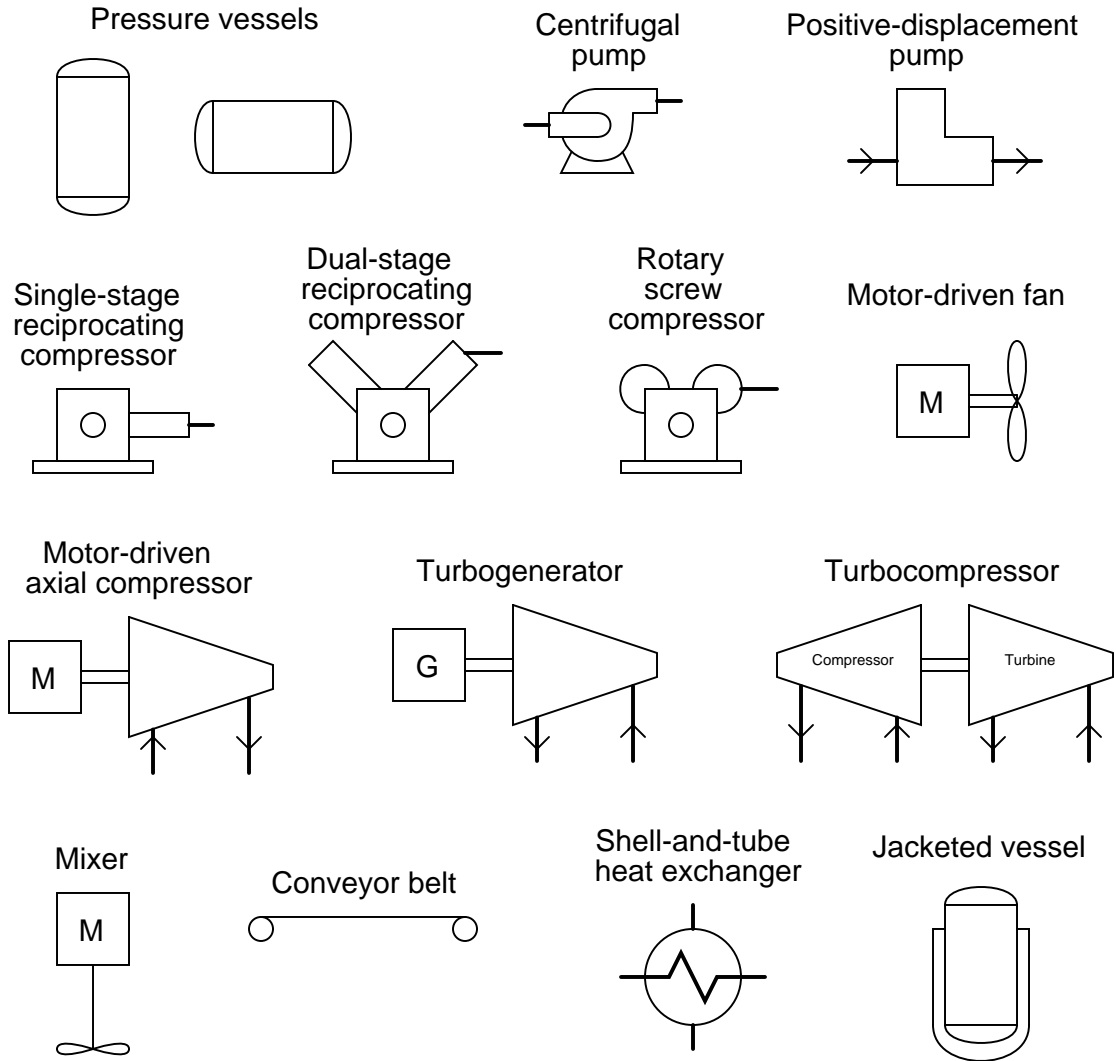 Pressure vessels
Centrifugal
pump
Positive-displacement
pump
Single-stage
reciprocating
compressor
Dual-stage
reciprocating
compressor
Rotary
screw
compressor
Motor-driven fan
M
Motor-driven
axial compressor
M
Turbogenerator
G
Turbocompressor
Compressor
Turbine
Mixer
M
Conveyor belt
Shell-and-tube
heat exchanger
Jacketed vessel